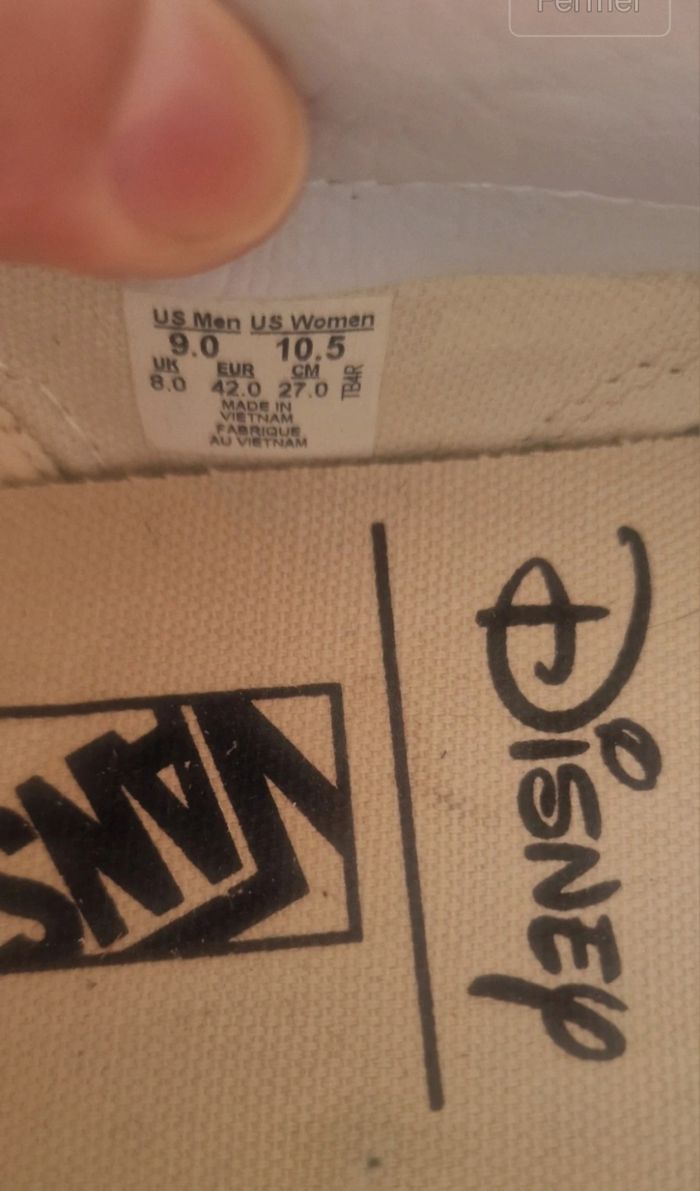 Fermer
US Men US Women
9.0 10.5
UK EUR CM
8.0 42.0 27.0 TB4R
MADE IN
VIETNAM
FABRIQUE
AU VIETNAM
VANS
Disney